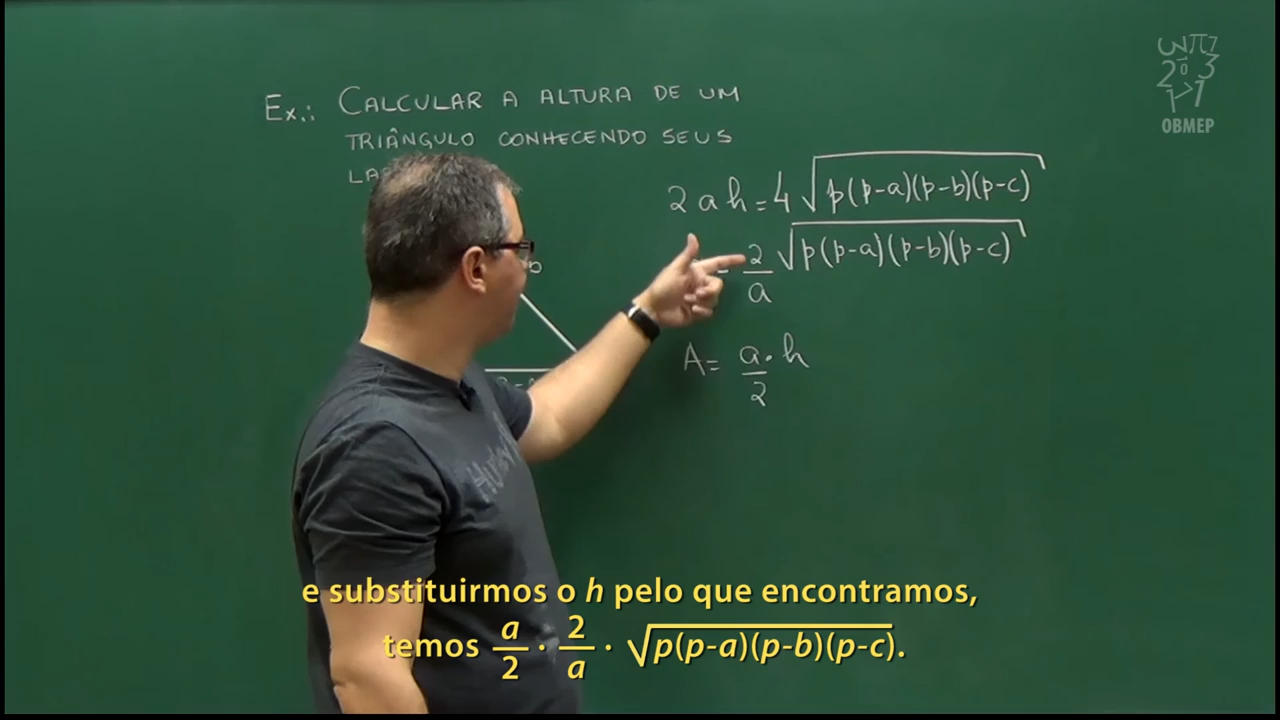 Ex.: CALCULAR A ALTURA DE UM
TRIÂNGULO CONHECENDO SEUS
2ah=4√p(p-a)(p-b)(p-c)
2/a √p(p-a)(p-b)(p-c)
A= a/2 · h
b
OBMEP
e substituirmos o h pelo que encontramos,
temos a/2 · 2/a · √p(p-a)(p-b)(p-c).